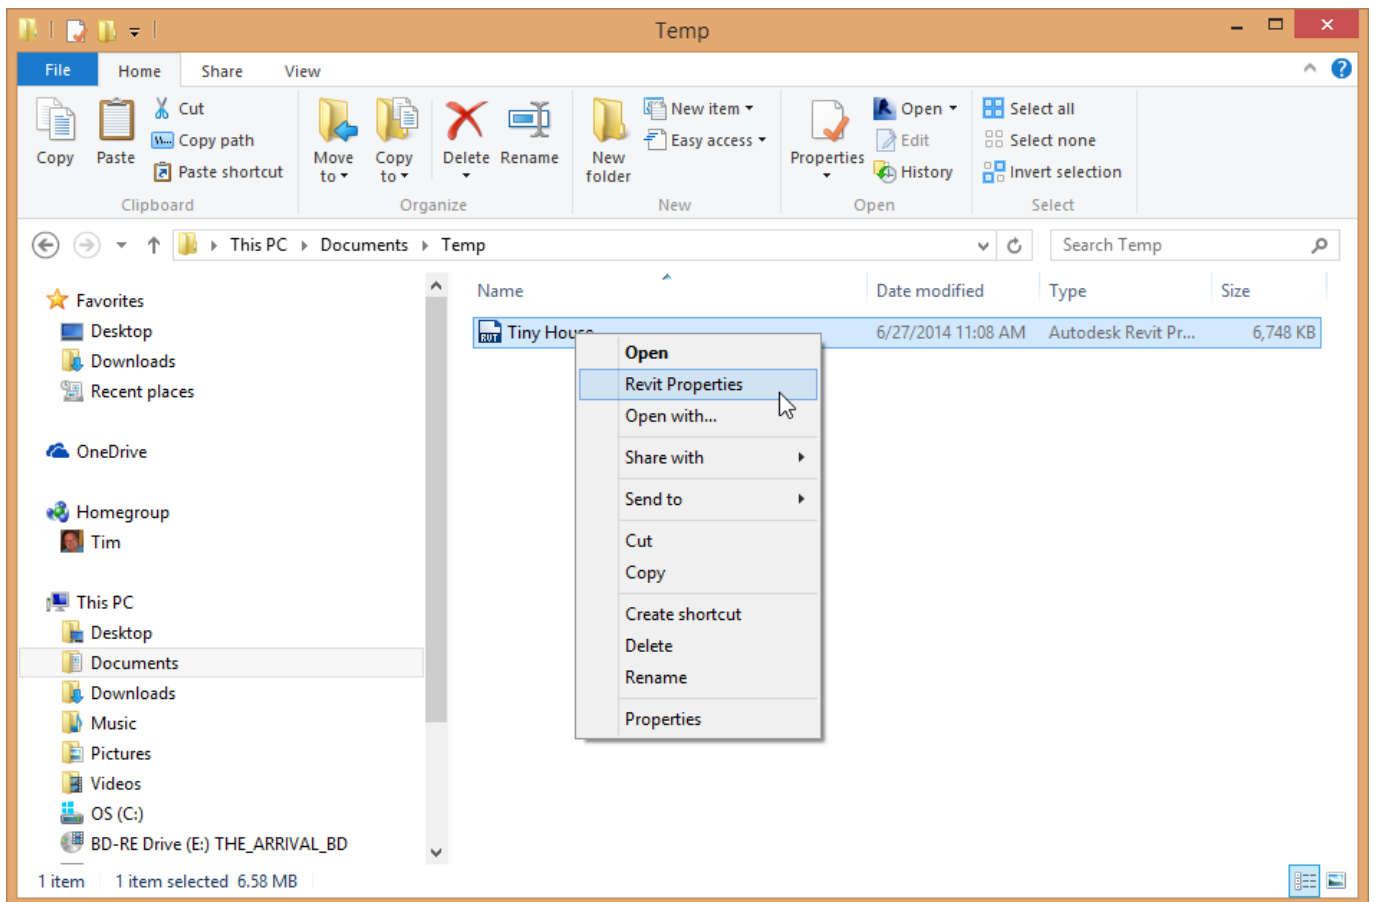 Temp
File Home Share View
Copy Paste Cut Copy path Paste shortcut Move to Copy to Delete Rename New folder New item Easy access Properties Open Edit History Select all Select none Invert selection
Clipboard Organize New Open Select
This PC Documents Temp Search Temp
Name Date modified Type Size
Tiny House 6/27/2014 11:08 AM Autodesk Revit Pr... 6,748 KB
RVT
Open
Revit Properties
Open with...
Share with
Send to
Cut
Copy
Create shortcut
Delete
Rename
Properties
Favorites
Desktop
Downloads
Recent places
OneDrive
Homegroup
Tim
This PC
Desktop
Documents
Downloads
Music
Pictures
Videos
OS (C:)
BD-RE Drive (E:) THE_ARRIVAL_BD
1 item 1 item selected 6.58 MB